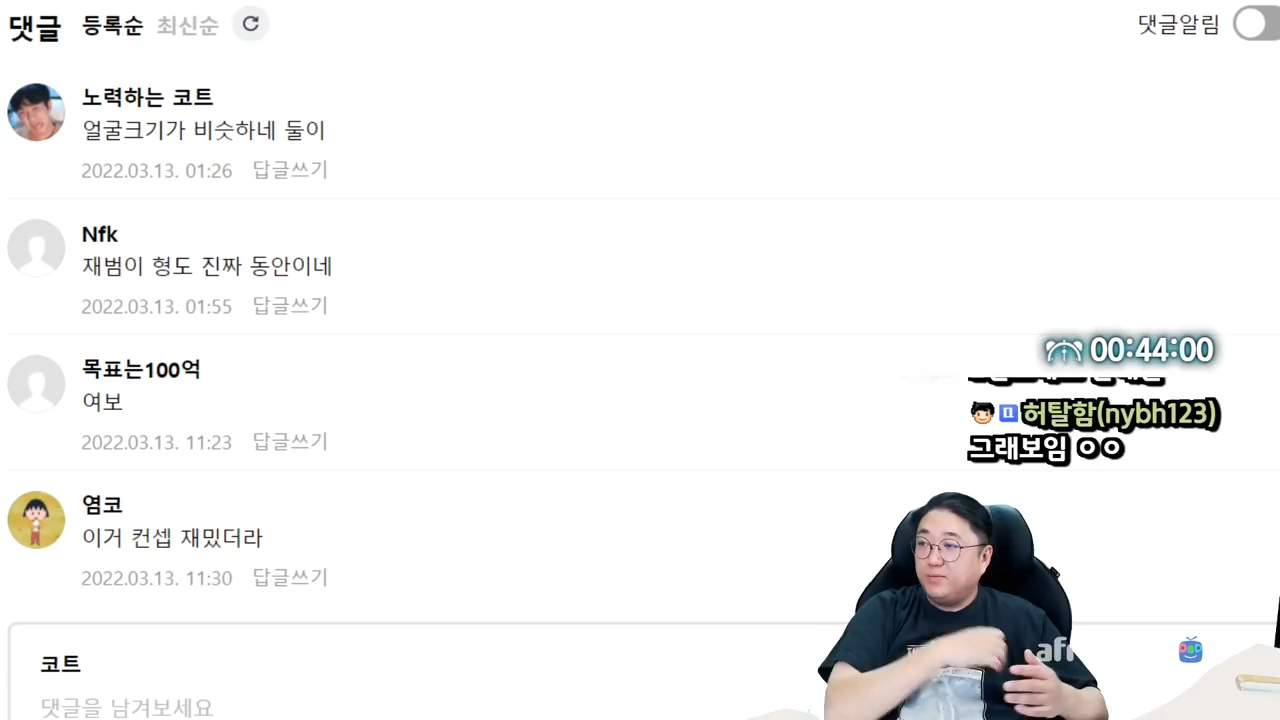 댓글 등록순 최신순
댓글알림
노력하는 코트
얼굴크기가 비슷하네 둘이
2022.03.13. 01:26 답글쓰기
Nfk
재범이 형도 진짜 동안이네
2022.03.13. 01:55 답글쓰기
목표는100억
여보
2022.03.13. 11:23 답글쓰기
00:44:00
허탈함(nybh123)
그래보임 ㅇㅇ
염코
이거 컨셉 재밌더라
2022.03.13. 11:30 답글쓰기
코트
댓글을 남겨보세요